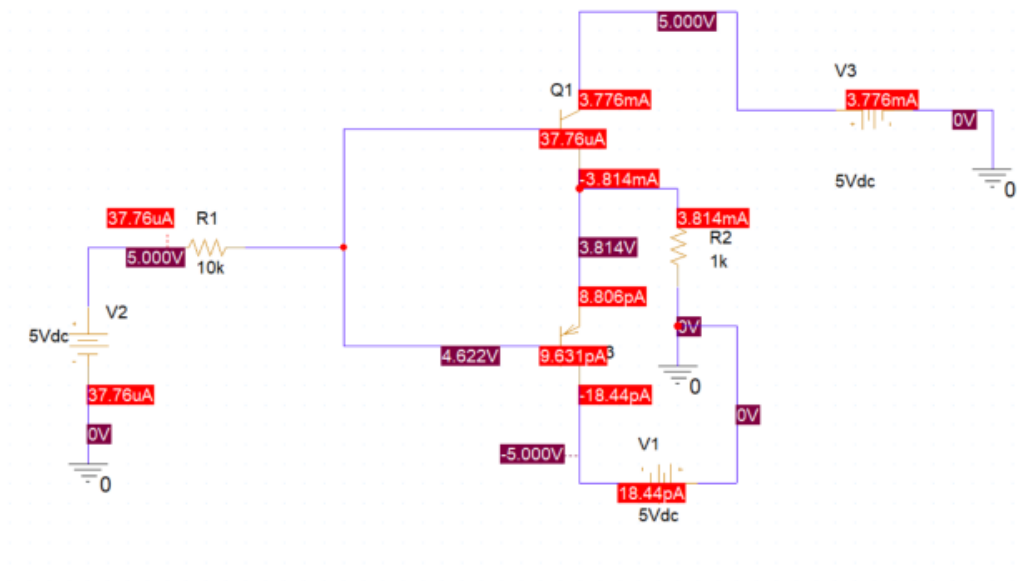 5.000V
V3
Q1
3.776mA
3.776mA
0V
37.76uA
-3.814mA
5Vdc
0
37.76uA
R1
3.814mA
R2
3.814V
5.000V
10k
1k
8.806pA
V2
5Vdc
0V
4.622V
9.631pA
3
0
37.76uA
-18.44pA
0V
0V
V1
-5.000V
0
18.44pA
5Vdc